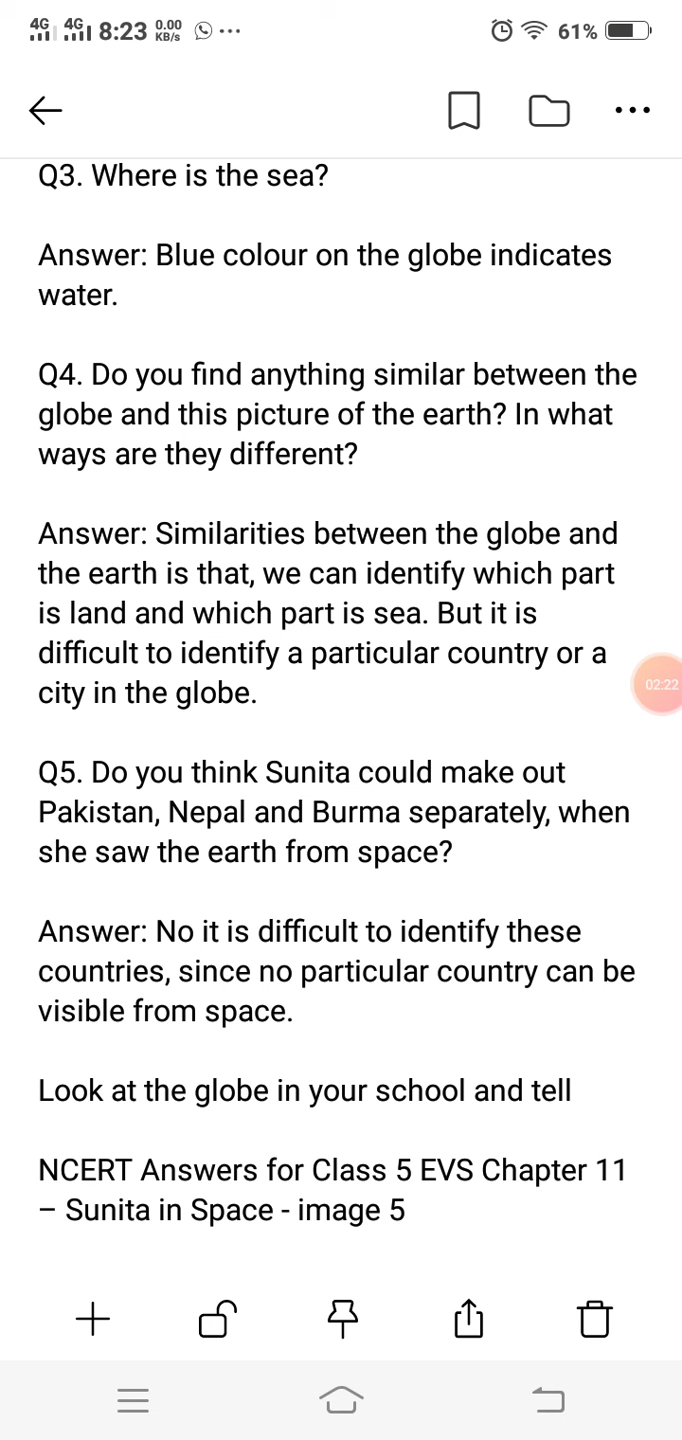 4G 4G 8:23 0.00 KB/s 61%
Q3. Where is the sea?
Answer: Blue colour on the globe indicates
water.
Q4. Do you find anything similar between the
globe and this picture of the earth? In what
ways are they different?
Answer: Similarities between the globe and
the earth is that, we can identify which part
is land and which part is sea. But it is
difficult to identify a particular country or a
city in the globe.
02:22
Q5. Do you think Sunita could make out
Pakistan, Nepal and Burma separately, when
she saw the earth from space?
Answer: No it is difficult to identify these
countries, since no particular country can be
visible from space.
Look at the globe in your school and tell
NCERT Answers for Class 5 EVS Chapter 11
– Sunita in Space - image 5